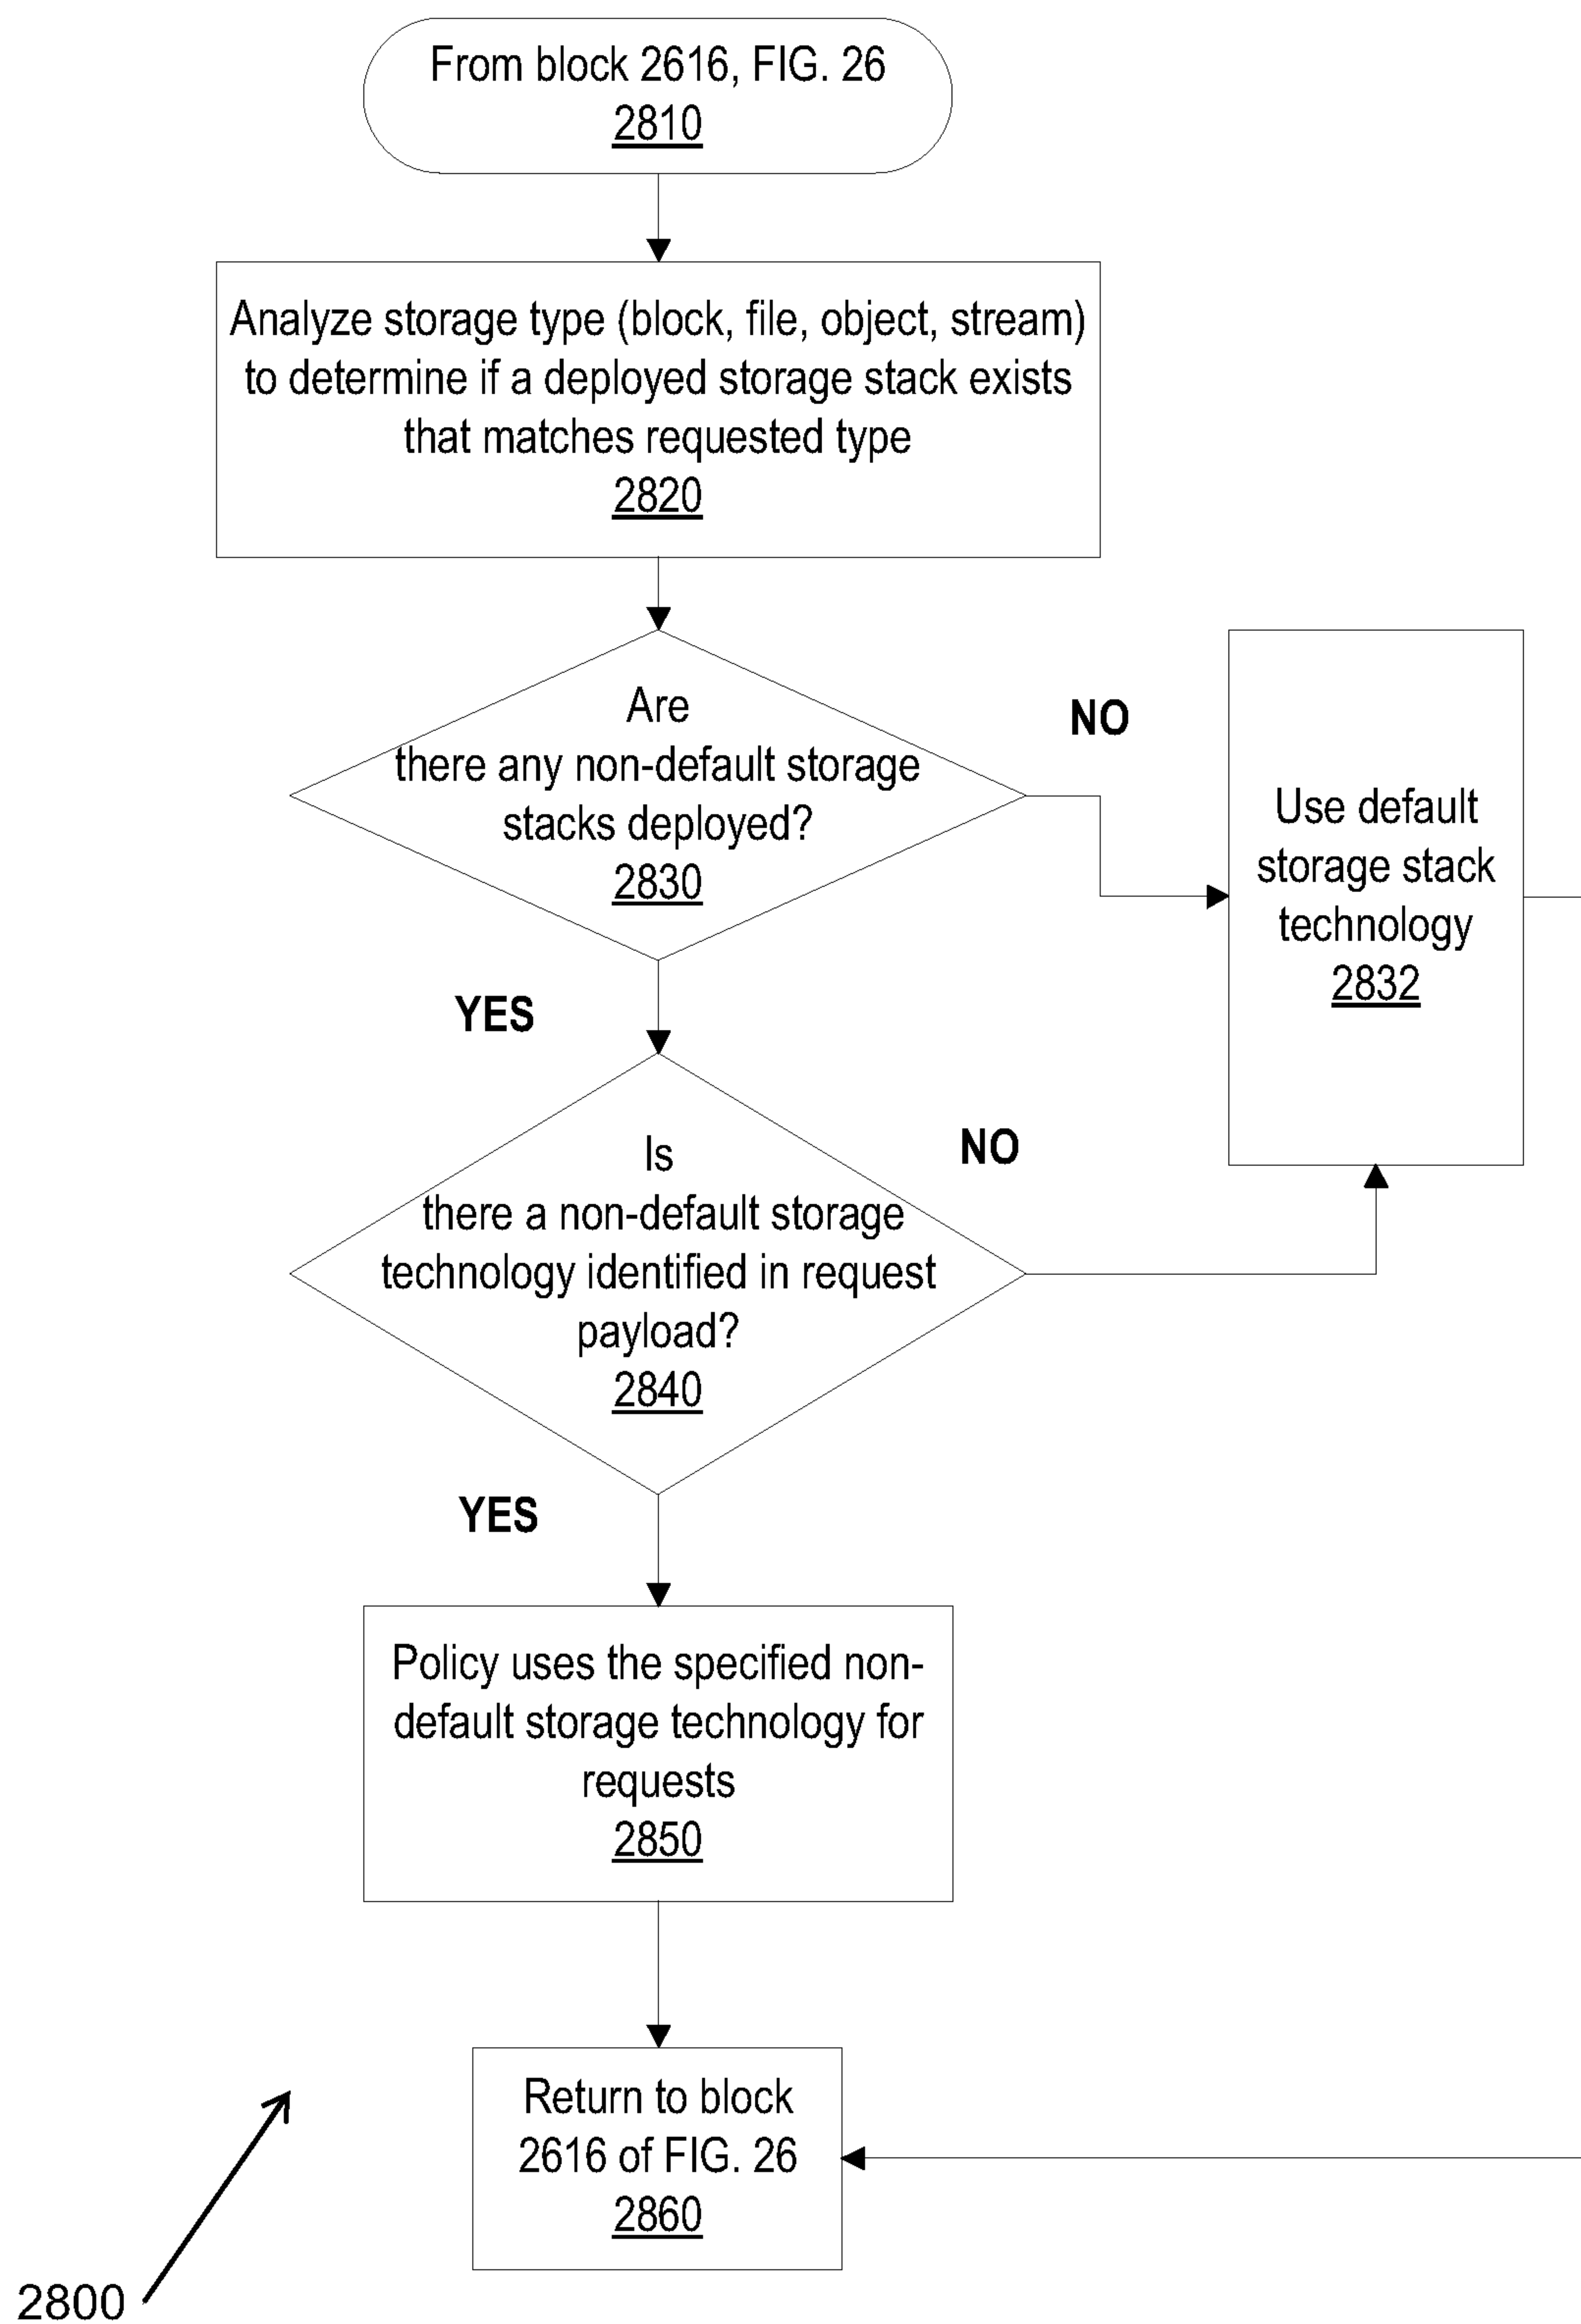 From block 2616, FIG. 26
2810
Analyze storage type (block, file, object, stream)
to determine if a deployed storage stack exists
that matches requested type
2820
Are
there any non-default storage
stacks deployed?
2830
NO
Use default
storage stack
technology
2832
YES
Is
there a non-default storage
technology identified in request
payload?
2840
NO
YES
Policy uses the specified non-
default storage technology for
requests
2850
Return to block
2616 of FIG. 26
2860
2800